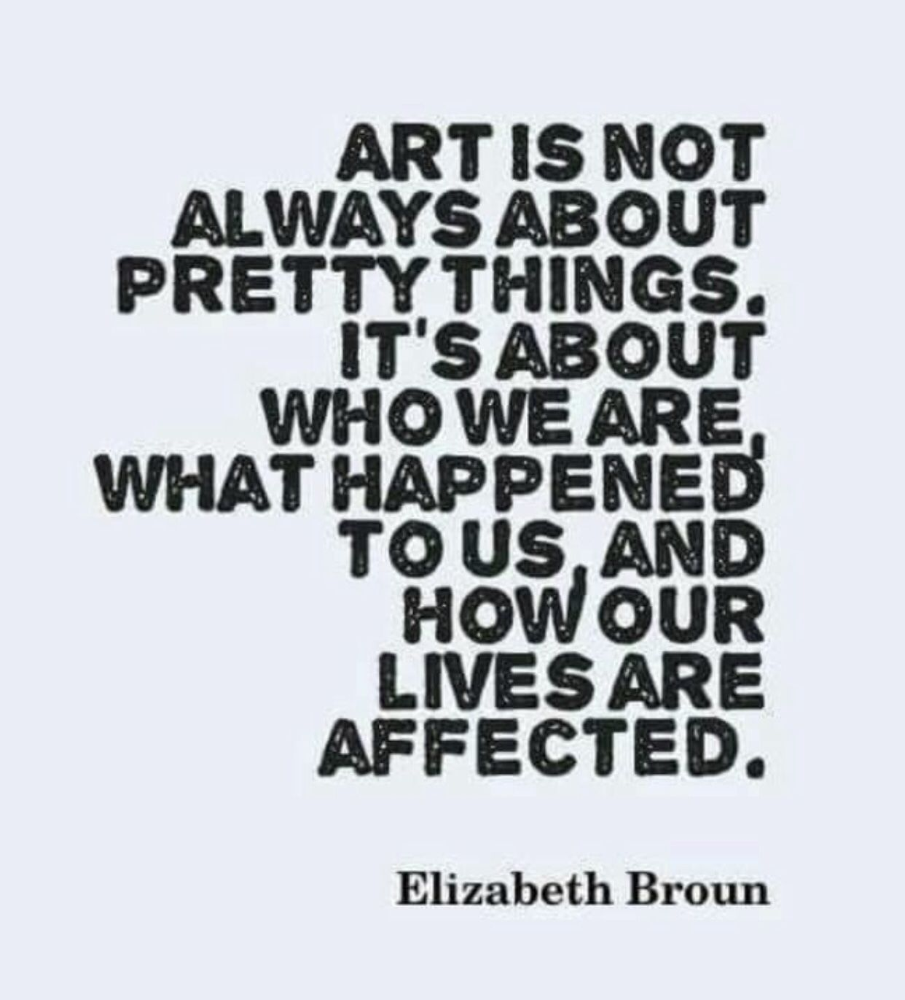 ART IS NOT
ALWAYS ABOUT
PRETTY THINGS.
IT'S ABOUT
WHO WE ARE,
WHAT HAPPENED
TO US, AND
HOW OUR
LIVES ARE
AFFECTED.
Elizabeth Broun